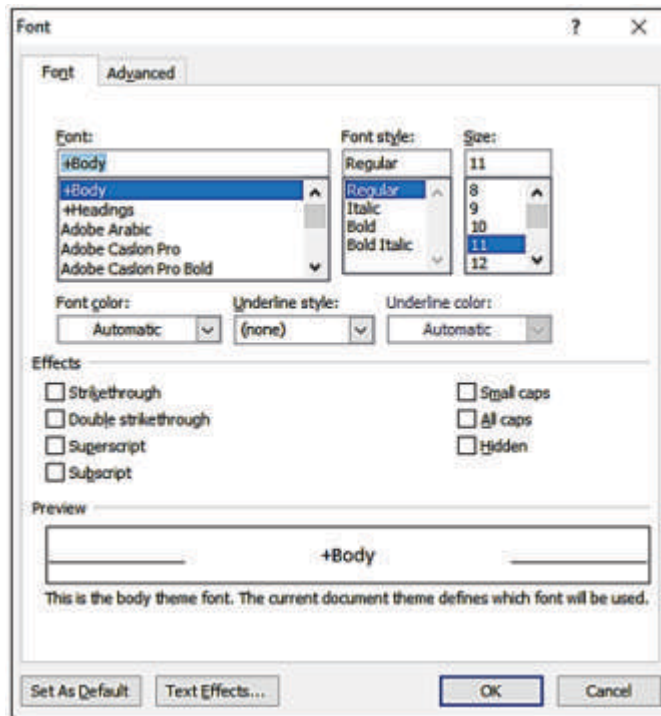 Font ? ×
Font Advanced
Font: Font style: Size:
+Body Regular 11
+Body Regular 8
+Headings Italic 9
Adobe Arabic Bold 10
Adobe Caslon Pro Bold Italic 11
Adobe Caslon Pro Bold 12
Font color: Underline style: Underline color:
Automatic (none) Automatic
Effects
Strikethrough Small caps
Double strikethrough All caps
Superscript Hidden
Subscript
Preview
+Body
This is the body theme font. The current document theme defines which font will be used.
Set As Default Text Effects... OK Cancel